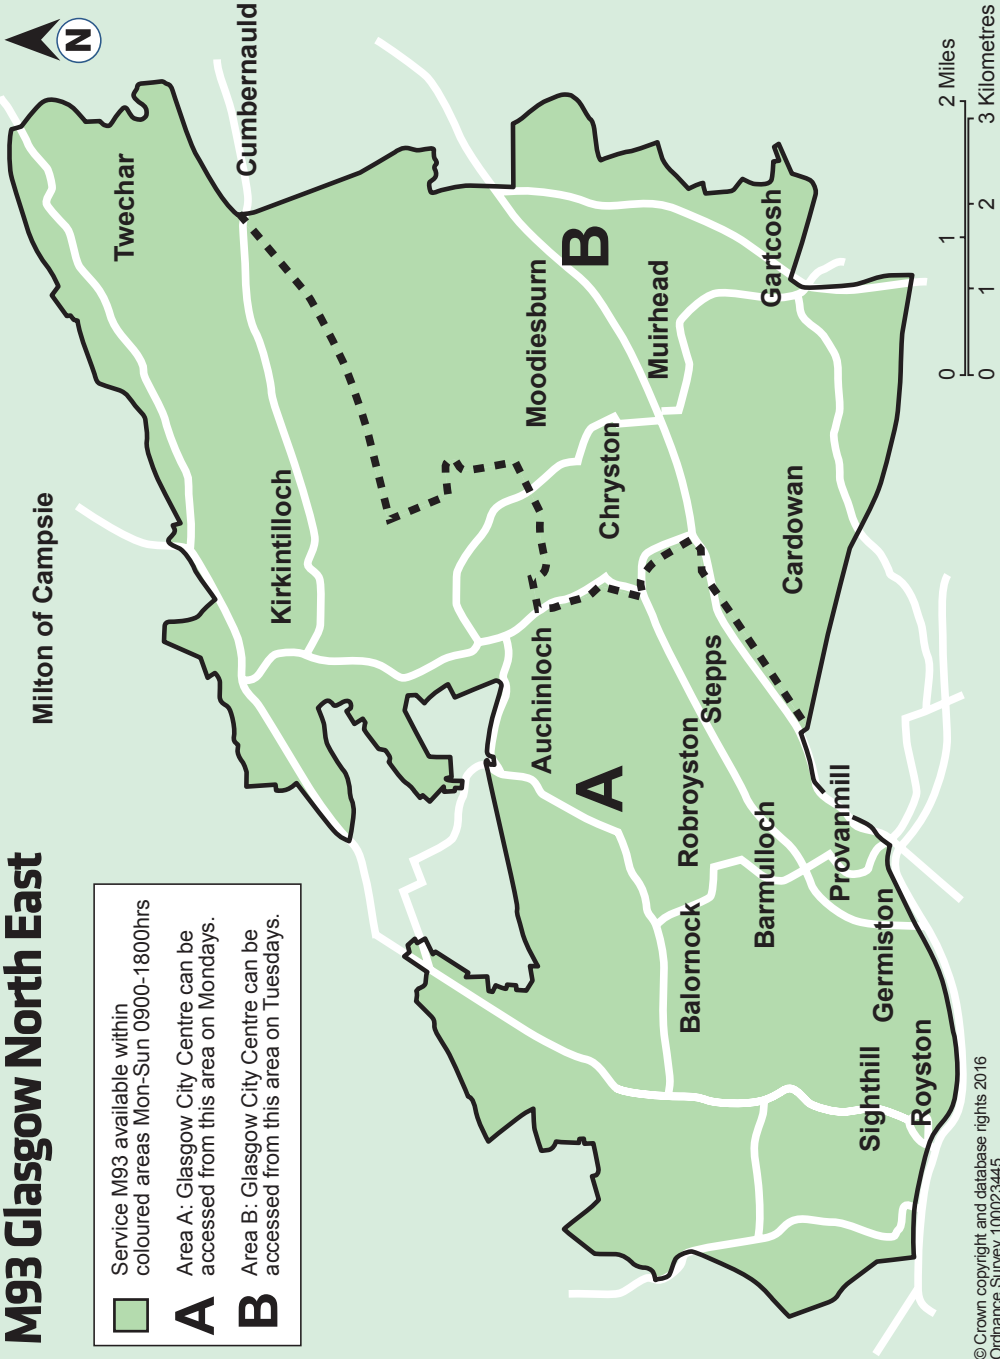 M93 Glasgow North East
N
Service M93 available within
coloured areas Mon-Sun 0900-1800hrs
A
Area A: Glasgow City Centre can be
accessed from this area on Mondays.
B
Area B: Glasgow City Centre can be
accessed from this area on Tuesdays.
Milton of Campsie
Twechar
Cumbernauld
Kirkintilloch
Moodiesburn
B
Auchinloch
Chryston
Muirhead
A
Gartcosh
Stepps
Robroyston
Cardowan
Balornock
Barmulloch
Provanmill
Germiston
Sighthill
Royston
0 1 2 Miles
0 1 2 3 Kilometres
© Crown copyright and database rights 2016
Ordnance Survey 100023445